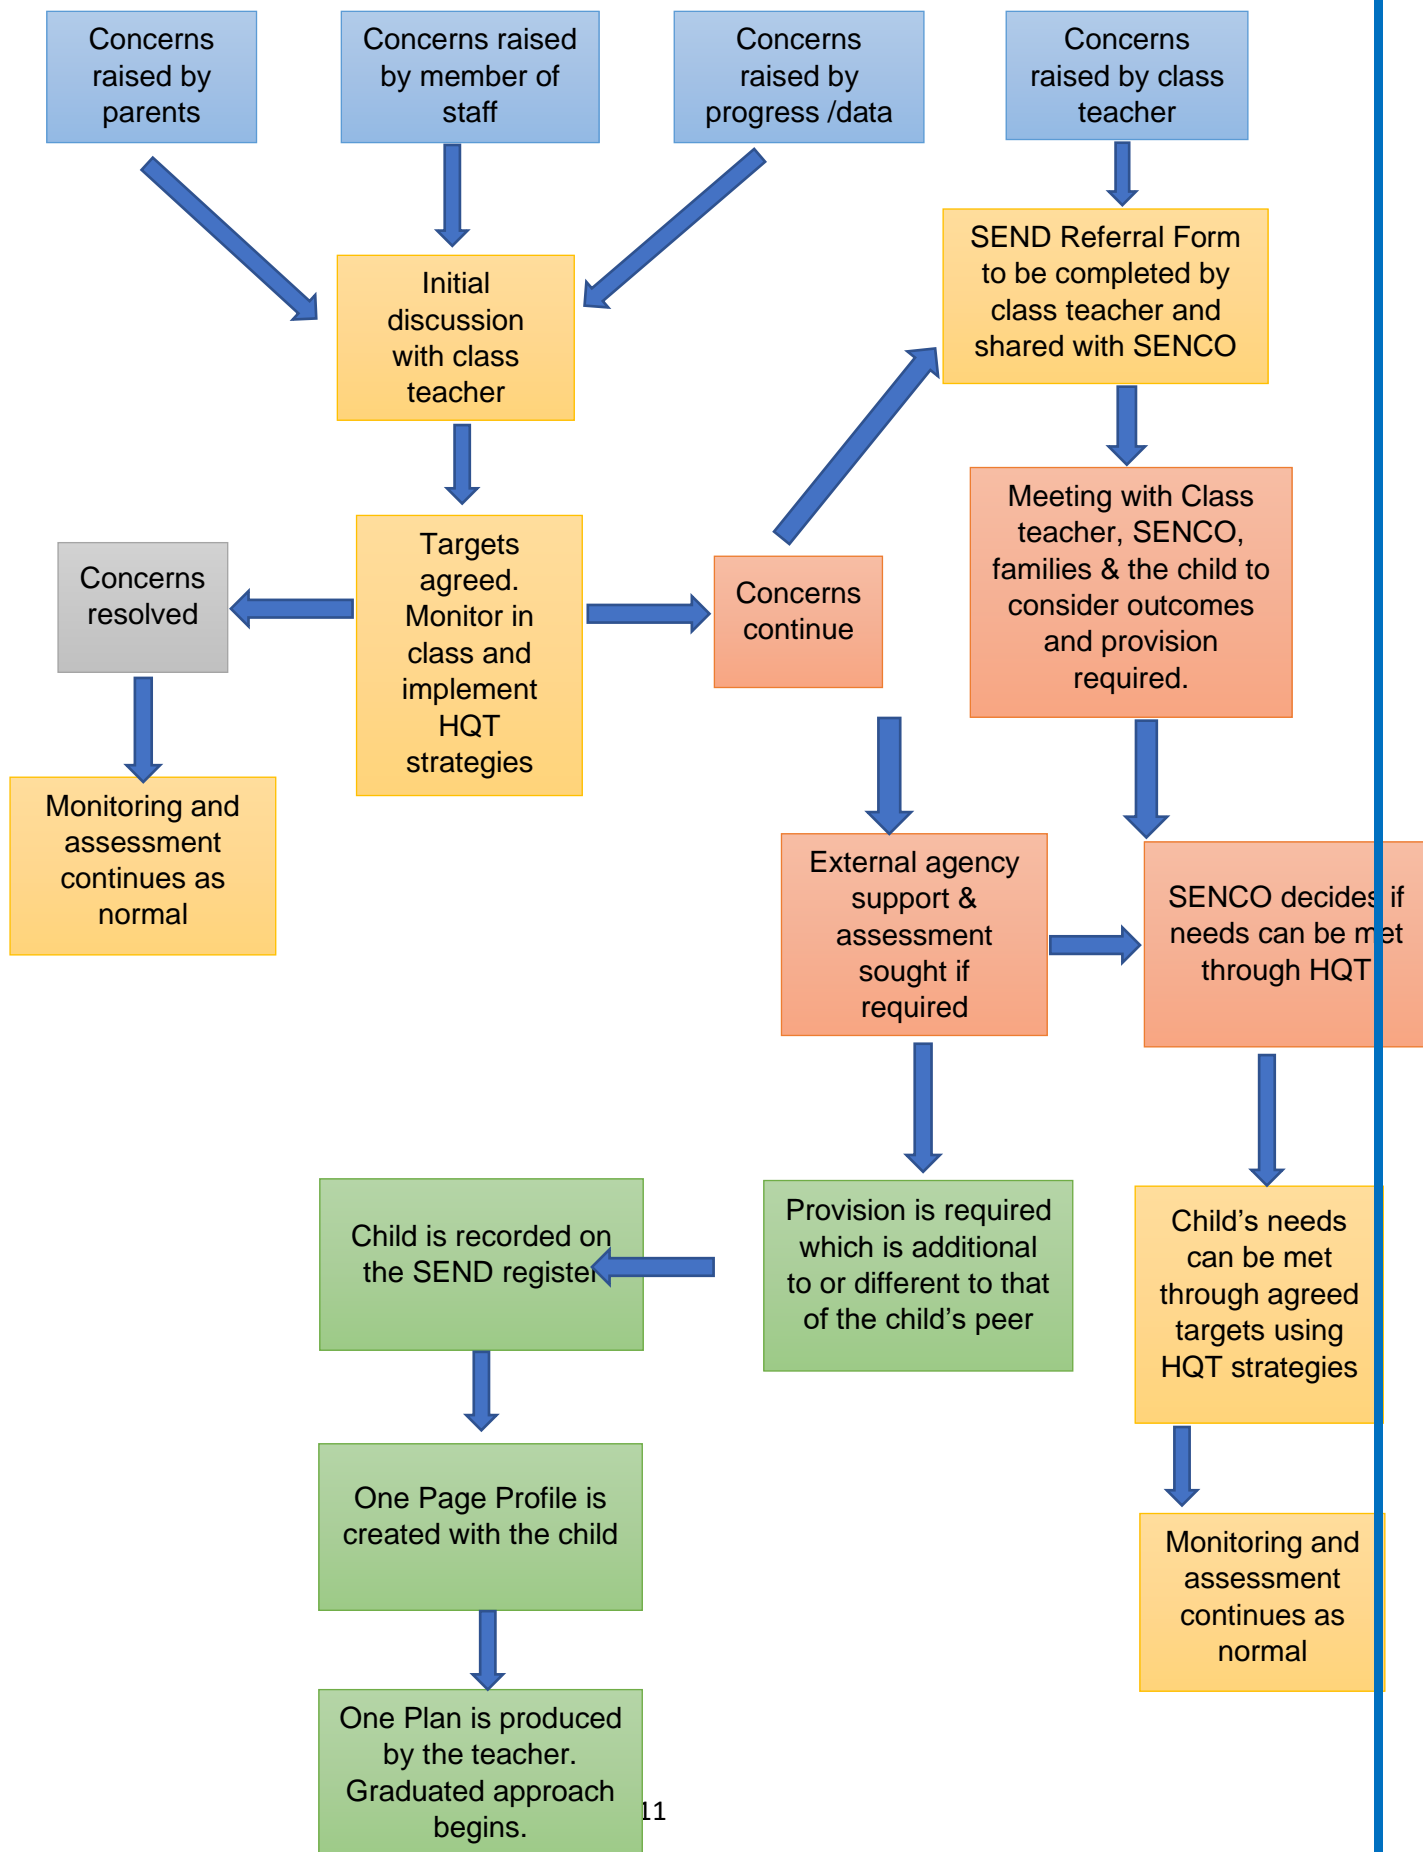 Concerns
raised by
parents
Concerns raised
by member of
staff
Concerns
raised by
progress /data
Concerns
raised by class
teacher
Initial
discussion
with class
teacher
SEND Referral Form
to be completed by
class teacher and
shared with SENCO
Concerns
resolved
Targets
agreed.
Monitor in
class and
implement
HQT
strategies
Concerns
continue
Meeting with Class
teacher, SENCO,
families & the child to
consider outcomes
and provision
required.
Monitoring and
assessment
continues as
normal
External agency
support &
assessment
sought if
required
SENCO decides if
needs can be met
through HQT
Child is recorded on
the SEND register
Provision is required
which is additional
to or different to that
of the child’s peer
Child’s needs
can be met
through agreed
targets using
HQT strategies
One Page Profile is
created with the child
Monitoring and
assessment
continues as
normal
One Plan is produced
by the teacher.
Graduated approach
begins.
11